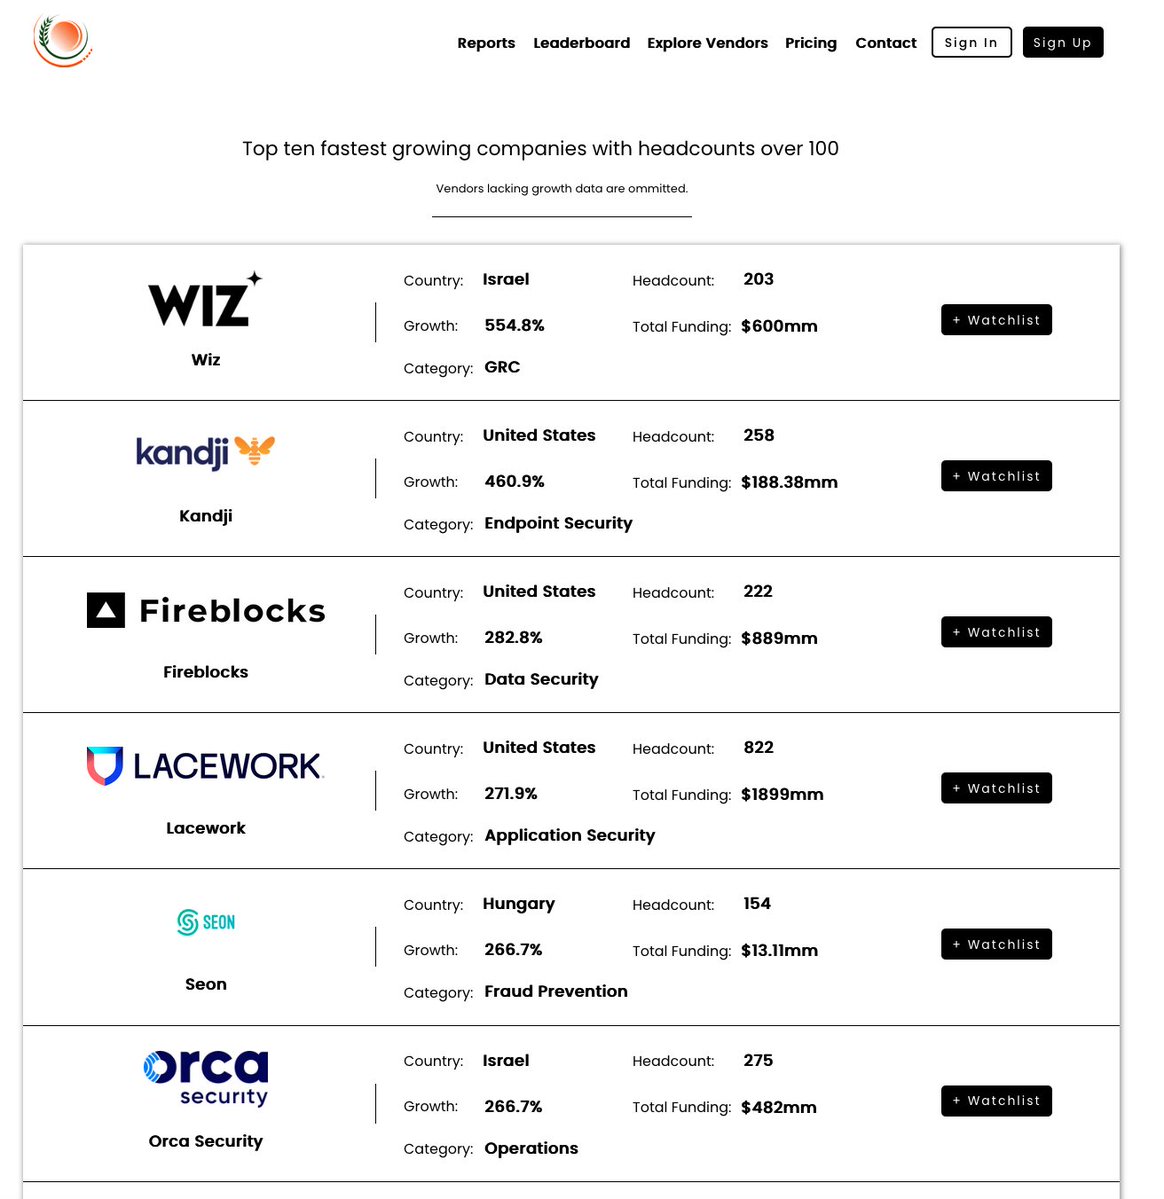 Reports Leaderboard Explore Vendors Pricing Contact Sign In Sign Up
Top ten fastest growing companies with headcounts over 100
Vendors lacking growth data are ommitted.
WIZ
Wiz
Country: Israel Headcount: 203
Growth: 554.8% Total Funding: $600mm
Category: GRC
+ Watchlist
kandji
Kandji
Country: United States Headcount: 258
Growth: 460.9% Total Funding: $188.38mm
Category: Endpoint Security
+ Watchlist
Fireblocks
Fireblocks
Country: United States Headcount: 222
Growth: 282.8% Total Funding: $889mm
Category: Data Security
+ Watchlist
LACEWORK
Lacework
Country: United States Headcount: 822
Growth: 271.9% Total Funding: $1899mm
Category: Application Security
+ Watchlist
SEON
Seon
Country: Hungary Headcount: 154
Growth: 266.7% Total Funding: $13.11mm
Category: Fraud Prevention
+ Watchlist
orca
security
Orca Security
Country: Israel Headcount: 275
Growth: 266.7% Total Funding: $482mm
Category: Operations
+ Watchlist